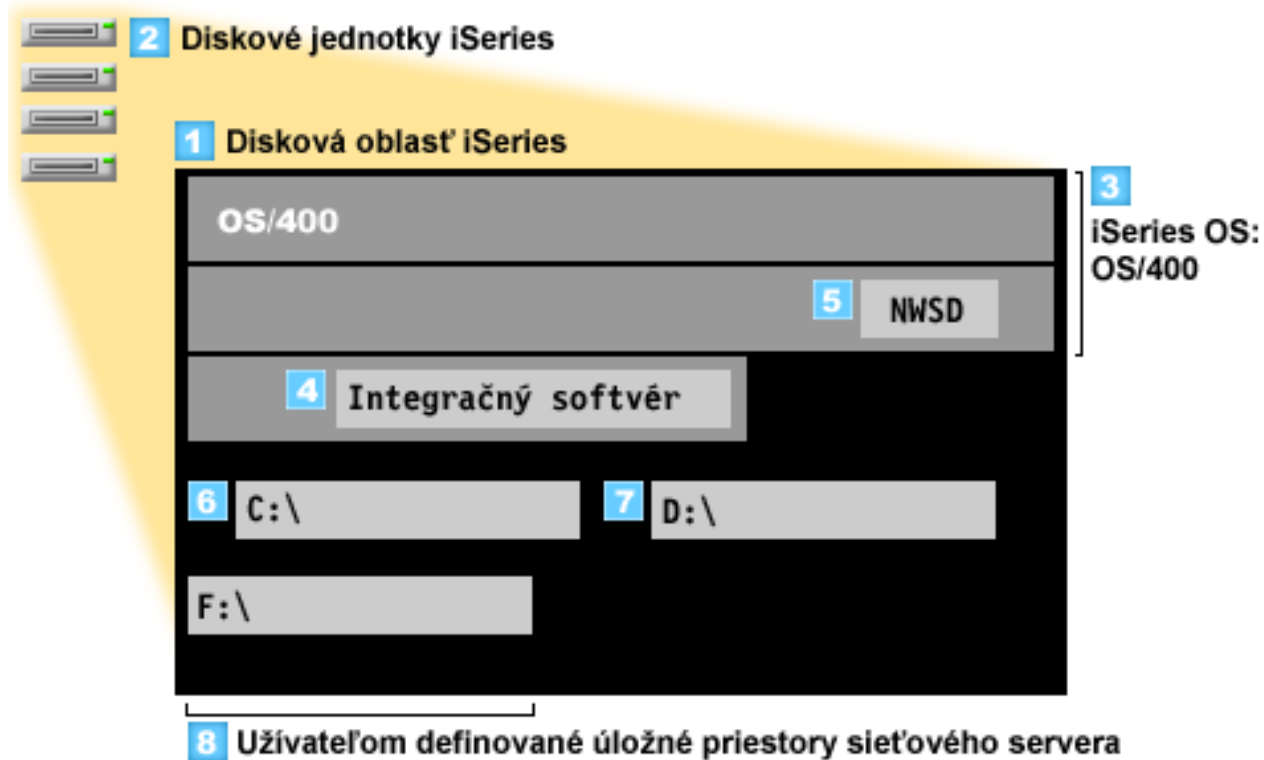 2 Diskové jednotky iSeries
1 Disková oblasť iSeries
3
iSeries OS:
OS/400
OS/400
5 NWSD
4 Integračný softvér
6 C:\
7 D:\
F:\
8 Užívateľom definované úložné priestory sieťového servera